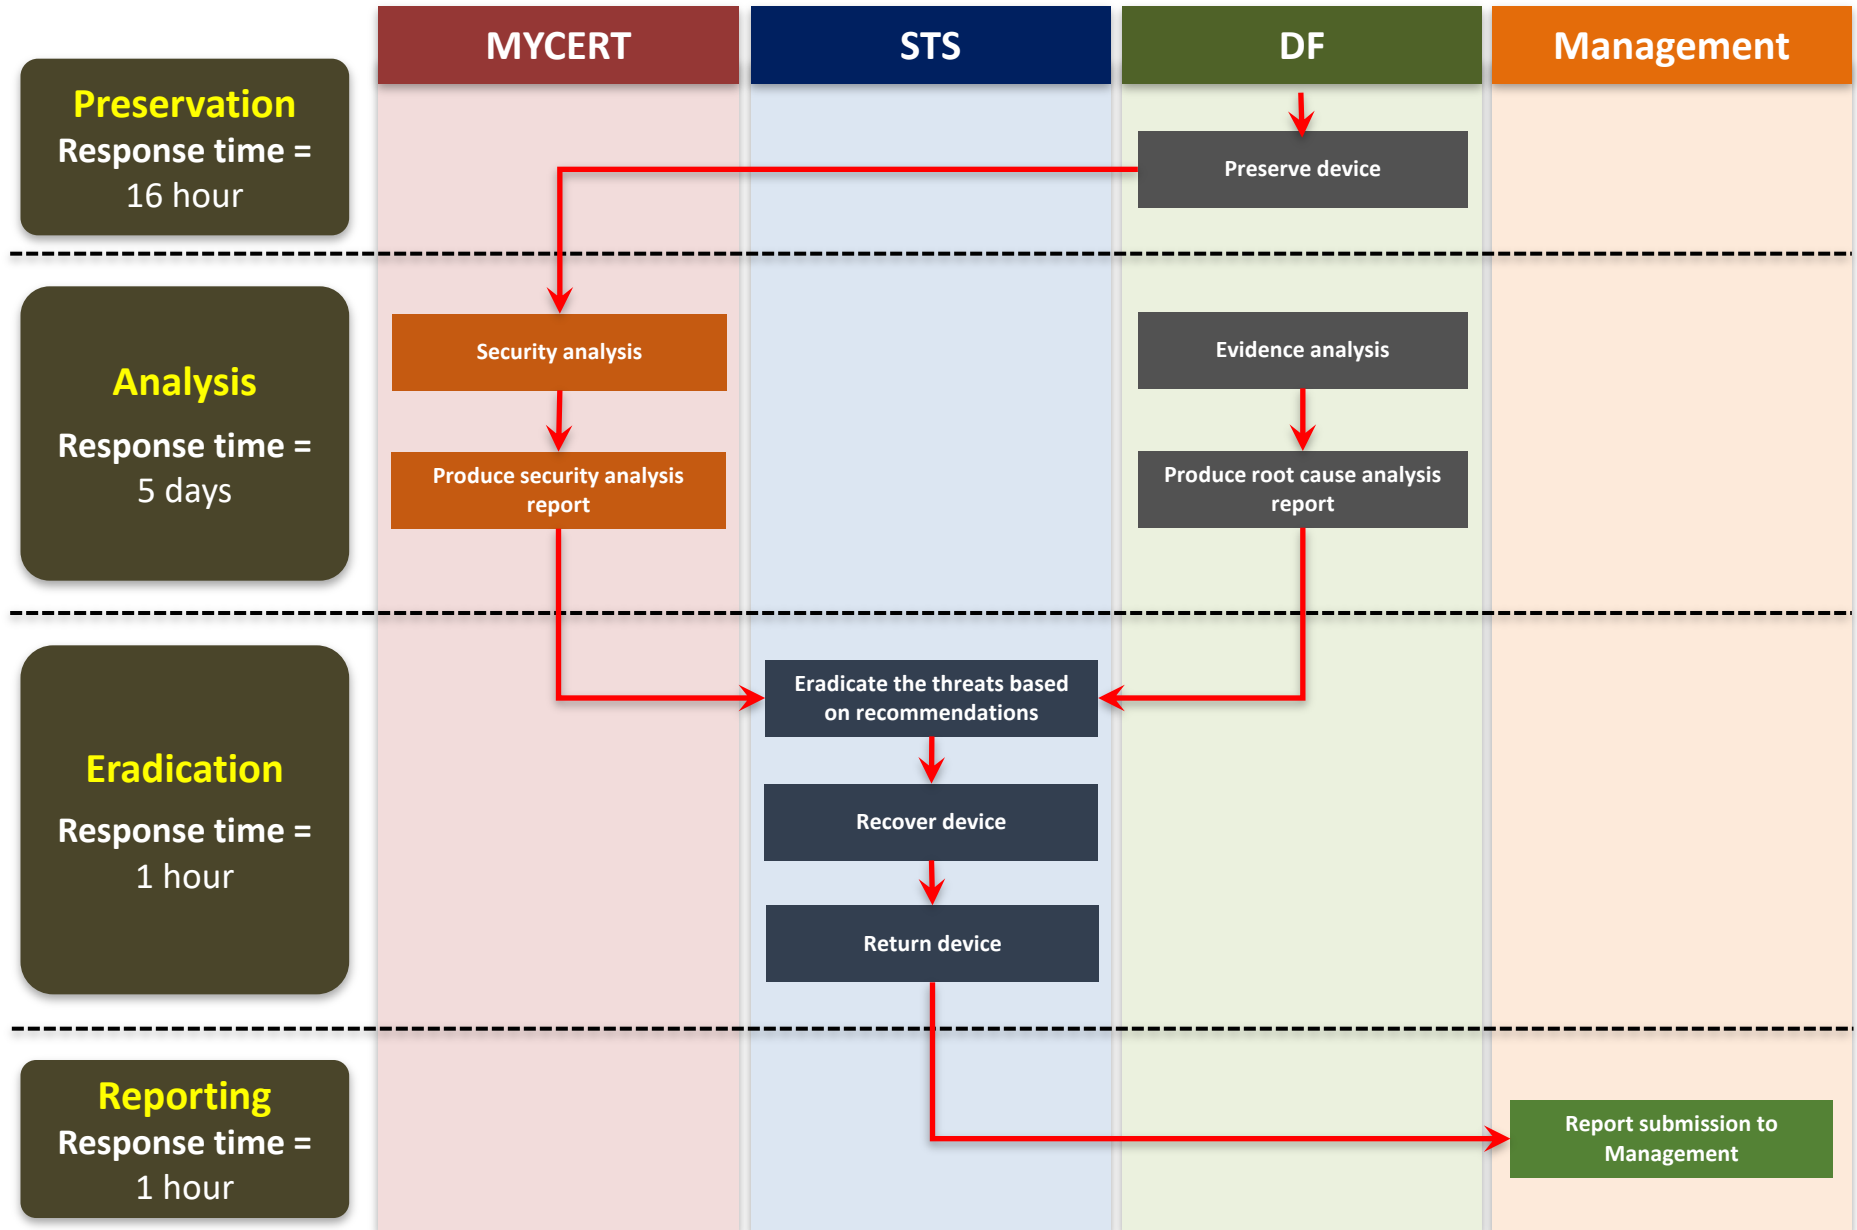 MYCERT
STS
DF
Management
Preservation
Response time =
16 hour
Preserve device
Analysis
Response time =
5 days
Security analysis
Evidence analysis
Produce security analysis
report
Produce root cause analysis
report
Eradication
Response time =
1 hour
Eradicate the threats based
on recommendations
Recover device
Return device
Reporting
Response time =
1 hour
Report submission to
Management